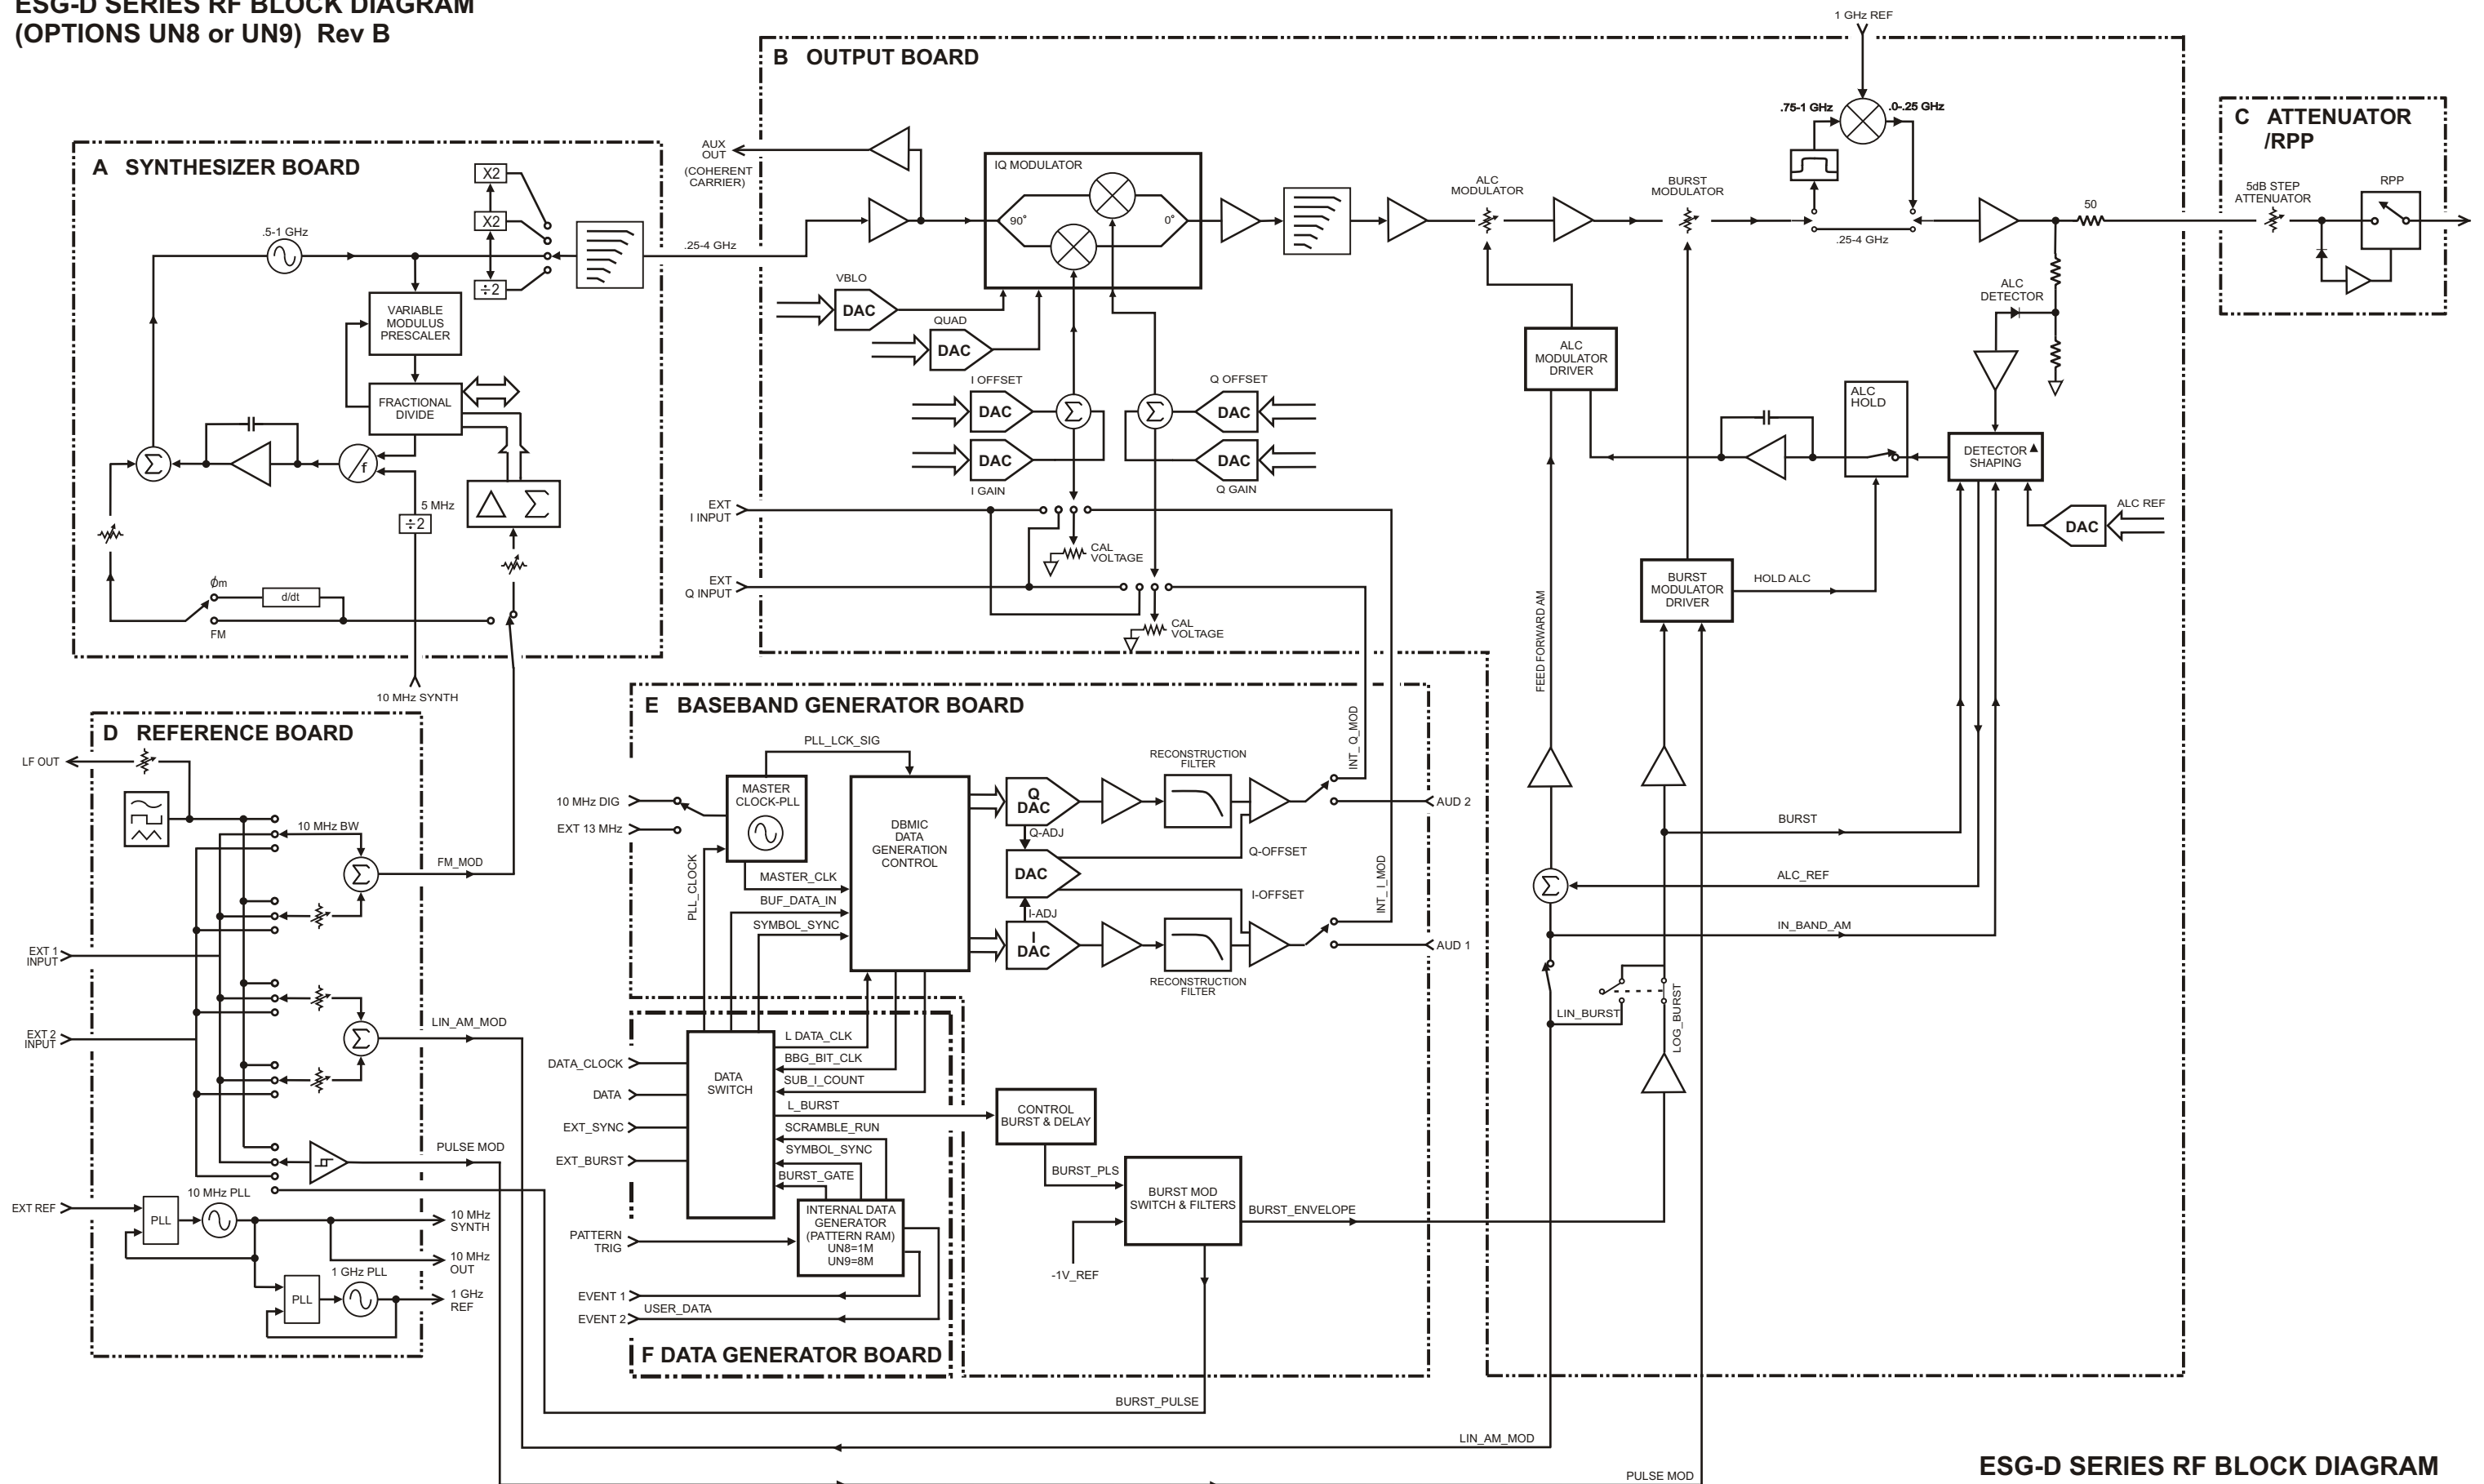 ESG-D SERIES RF BLOCK DIAGRAM
(OPTIONS UN8 or UN9) Rev B
1 GHz REF
B OUTPUT BOARD
.75-1 GHz
.0-.25 GHz
C ATTENUATOR
/RPP
5dB STEP
ATTENUATOR
RPP
A SYNTHESIZER BOARD
X2
X2
÷2
.5-1 GHz
VARIABLE
MODULUS
PRESCALER
FRACTIONAL
DIVIDE
Σ
f
Δ Σ
5 MHz
÷2
ϕm
d/dt
FM
10 MHz SYNTH
.25-4 GHz
AUX
OUT
(COHERENT
CARRIER)
IQ MODULATOR
90°
0°
ALC
MODULATOR
BURST
MODULATOR
.25-4 GHz
50
VBLO
DAC
QUAD
DAC
I OFFSET
DAC
Σ
Σ
Q OFFSET
DAC
DAC
I GAIN
DAC
Q GAIN
EXT
I INPUT
CAL
VOLTAGE
EXT
Q INPUT
CAL
VOLTAGE
ALC
MODULATOR
DRIVER
ALC
DETECTOR
ALC
HOLD
DETECTOR
SHAPING
ALC REF
DAC
BURST
MODULATOR
DRIVER
HOLD ALC
FEED FORWARD AM
BURST
ALC_REF
Σ
IN_BAND_AM
LIN_BURST
LOG_BURST
D REFERENCE BOARD
LF OUT
10 MHz BW
Σ
FM_MOD
EXT 1
INPUT
EXT 2
INPUT
Σ
LIN_AM_MOD
PULSE MOD
EXT REF
PLL
10 MHz PLL
10 MHz
SYNTH
10 MHz
OUT
1 GHz PLL
PLL
1 GHz
REF
E BASEBAND GENERATOR BOARD
PLL_LCK_SIG
10 MHz DIG
EXT 13 MHz
MASTER
CLOCK-PLL
DBMIC
DATA
GENERATION
CONTROL
PLL_CLOCK
MASTER_CLK
BUF_DATA_IN
SYMBOL_SYNC
Q
DAC
RECONSTRUCTION
FILTER
Q-ADJ
DAC
Q-OFFSET
I-OFFSET
I-ADJ
I
DAC
RECONSTRUCTION
FILTER
INT_Q_MOD
INT_I_MOD
AUD 2
AUD 1
DATA_CLOCK
DATA
EXT_SYNC
EXT_BURST
DATA
SWITCH
L DATA_CLK
BBG_BIT_CLK
SUB_I_COUNT
L_BURST
SCRAMBLE_RUN
SYMBOL_SYNC
BURST_GATE
INTERNAL DATA
GENERATOR
(PATTERN RAM)
UN8=1M
UN9=8M
PATTERN
TRIG
EVENT 1
EVENT 2
USER_DATA
F DATA GENERATOR BOARD
CONTROL
BURST & DELAY
BURST_PLS
BURST MOD
SWITCH & FILTERS
-1V_REF
BURST_ENVELOPE
BURST_PULSE
LIN_AM_MOD
PULSE MOD
ESG-D SERIES RF BLOCK DIAGRAM